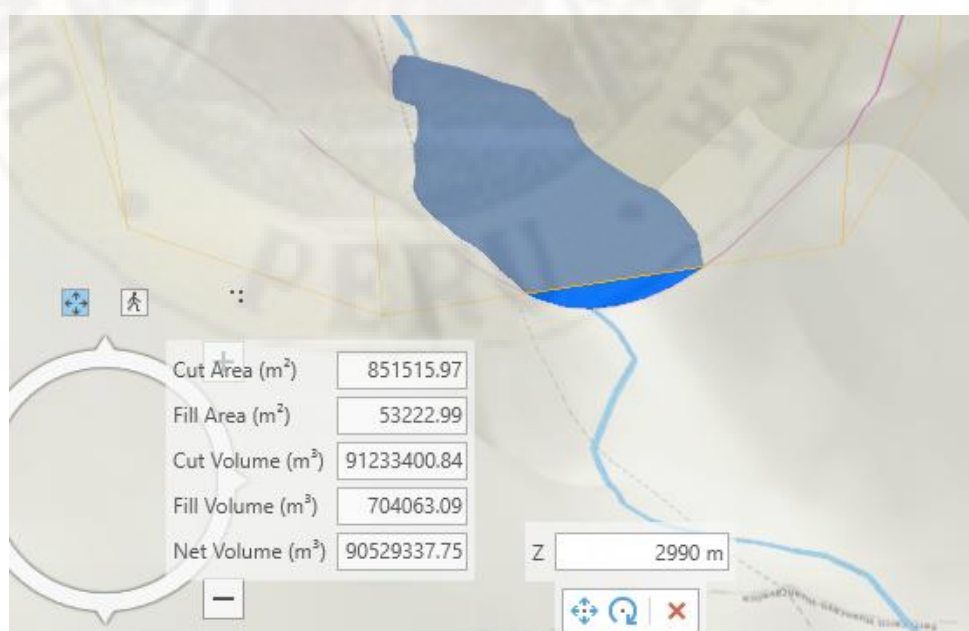 PERU
Cut Area (m²) 851515.97
Fill Area (m²) 53222.99
Cut Volume (m³) 91233400.84
Fill Volume (m³) 704063.09
Net Volume (m³) 90529337.75
Z 2990 m